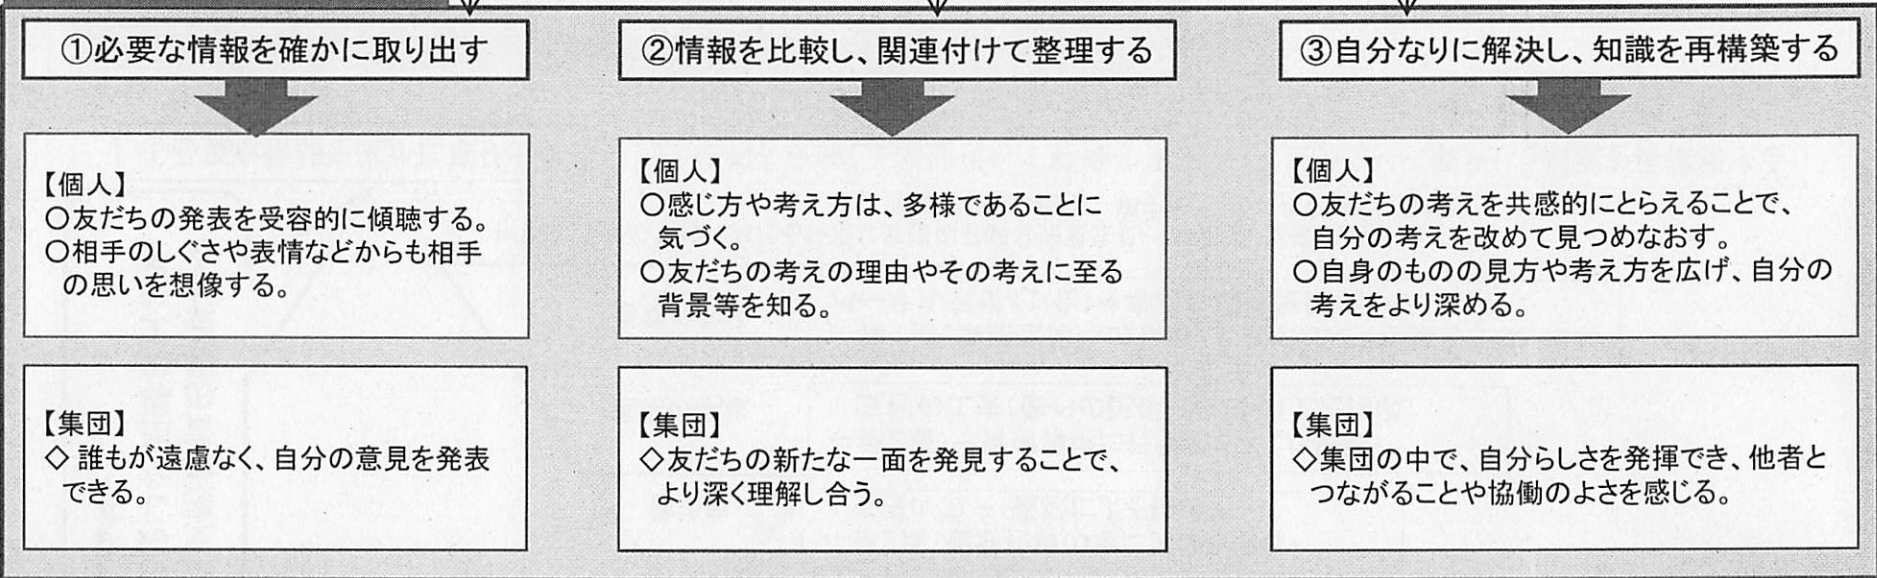 ①必要な情報を確かに取り出す
【個人】
〇友だちの発表を受容的に傾聴する。
〇相手のしぐさや表情などからも相手
の思いを想像する。
【集団】
◇ 誰もが遠慮なく、自分の意見を発表
できる。
②情報を比較し、関連付けて整理する
【個人】
〇感じ方や考え方は、多様であることに
気づく。
〇友だちの考えの理由やその考えに至る
背景等を知る。
【集団】
◇友だちの新たな一面を発見することで、
より深く理解し合う。
③自分なりに解決し、知識を再構築する
【個人】
〇友だちの考えを共感的にとらえることで、
自分の考えを改めて見つめなおす。
〇自身のものの見方や考え方を広げ、自分の
考えをより深める。
【集団】
◇集団の中で、自分らしさを発揮でき、他者と
つながることや協働のよさを感じる。